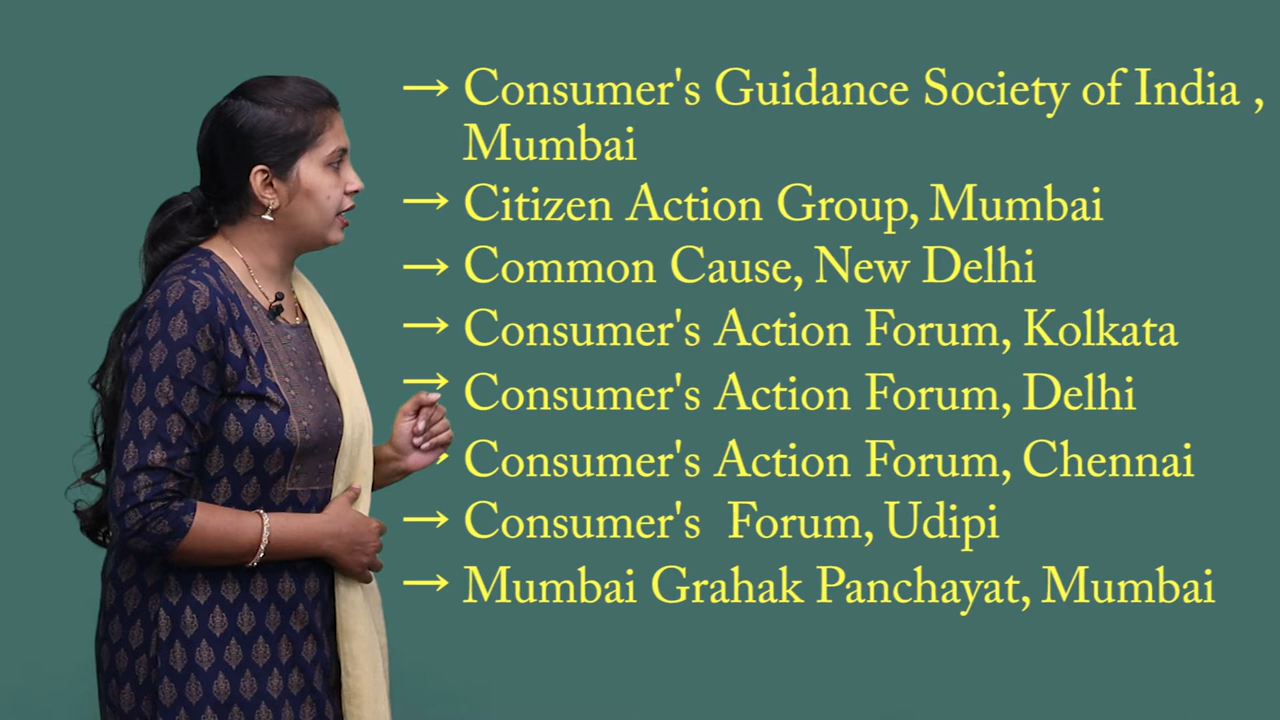 → Consumer's Guidance Society of India ,
Mumbai
→ Citizen Action Group, Mumbai
→ Common Cause, New Delhi
→ Consumer's Action Forum, Kolkata
→ Consumer's Action Forum, Delhi
→ Consumer's Action Forum, Chennai
→ Consumer's  Forum, Udipi
→ Mumbai Grahak Panchayat, Mumbai